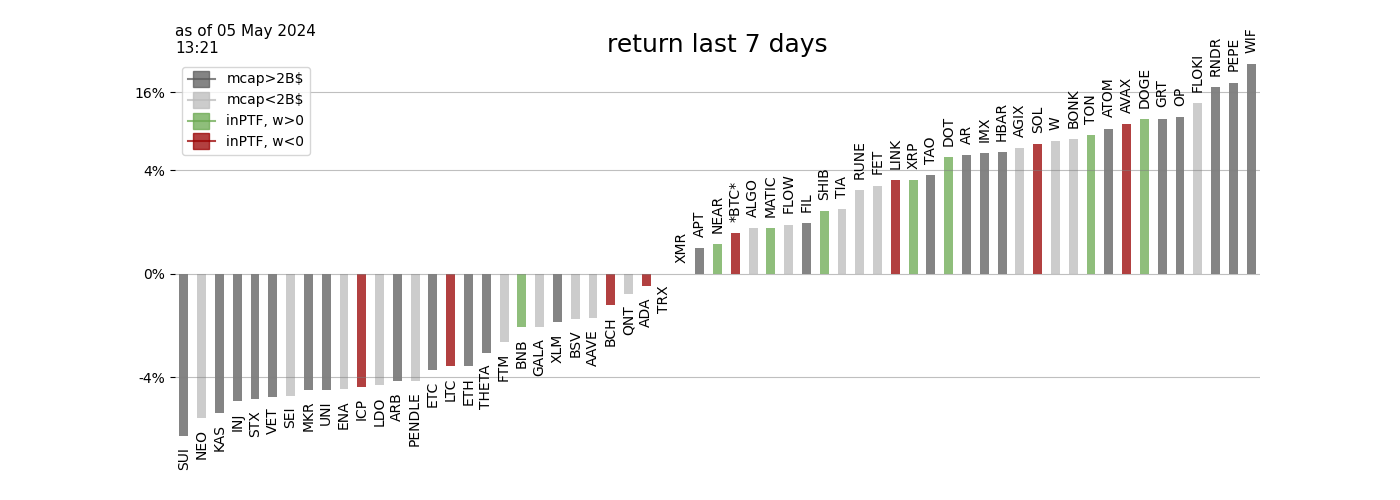 as of 05 May 2024
13:21
return last 7 days
mcap>2B$
mcap<2B$
inPTF, w>0
inPTF, w<0
16%
4%
0%
-4%
SUI
NEO
KAS
INJ
STX
VET
SEI
MKR
UNI
ENA
ICP
LDO
ARB
PENDLE
ETC
LTC
ETH
THETA
FTM
BNB
GALA
XLM
BSV
AAVE
BCH
QNT
ADA
TRX
XMR
APT
NEAR
*BTC*
ALGO
MATIC
FLOW
FIL
SHIB
TIA
RUNE
FET
LINK
XRP
TAO
DOT
AR
IMX
HBAR
AGIX
SOL
W
BONK
TON
ATOM
AVAX
DOGE
GRT
OP
FLOKI
RNDR
PEPE
WIF